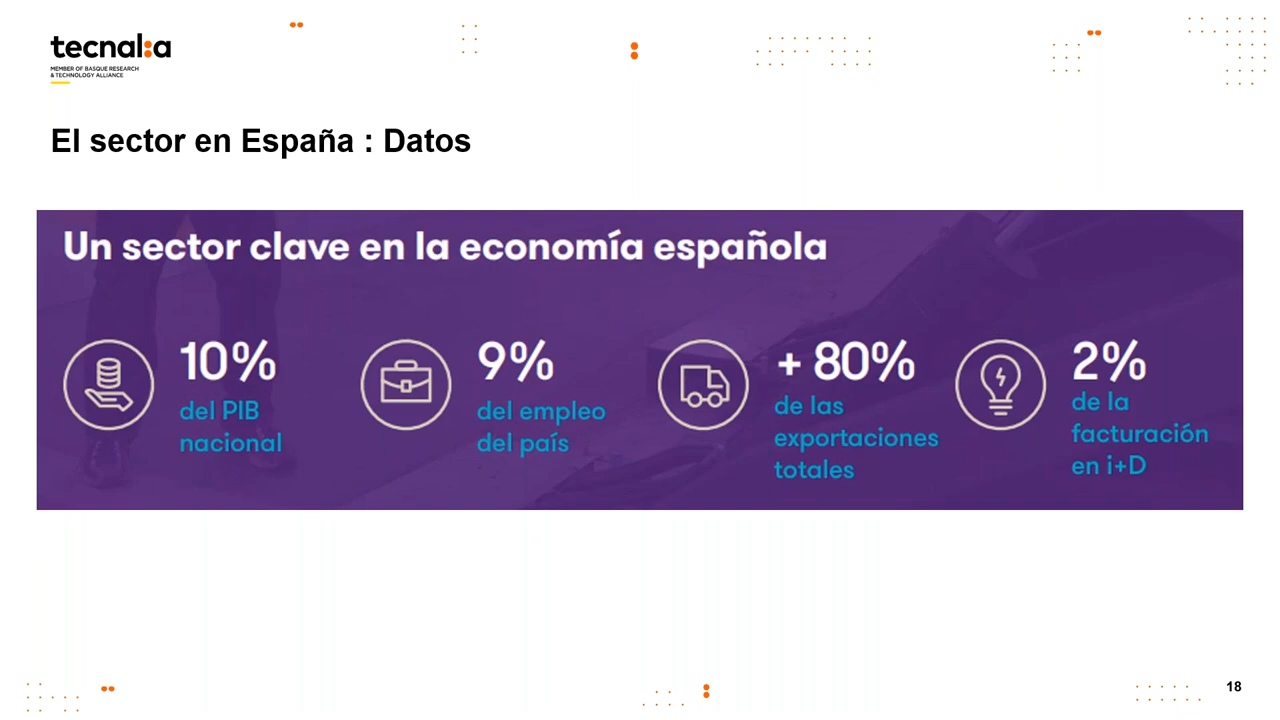 tecnal:a
MEMBER OF BASQUE RESEARCH
& TECHNOLOGY ALLIANCE
El sector en España : Datos
Un sector clave en la economía española
10%
del PIB
nacional
9%
del empleo
del país
+ 80%
de las
exportaciones
totales
2%
de la
facturación
en i+D
18